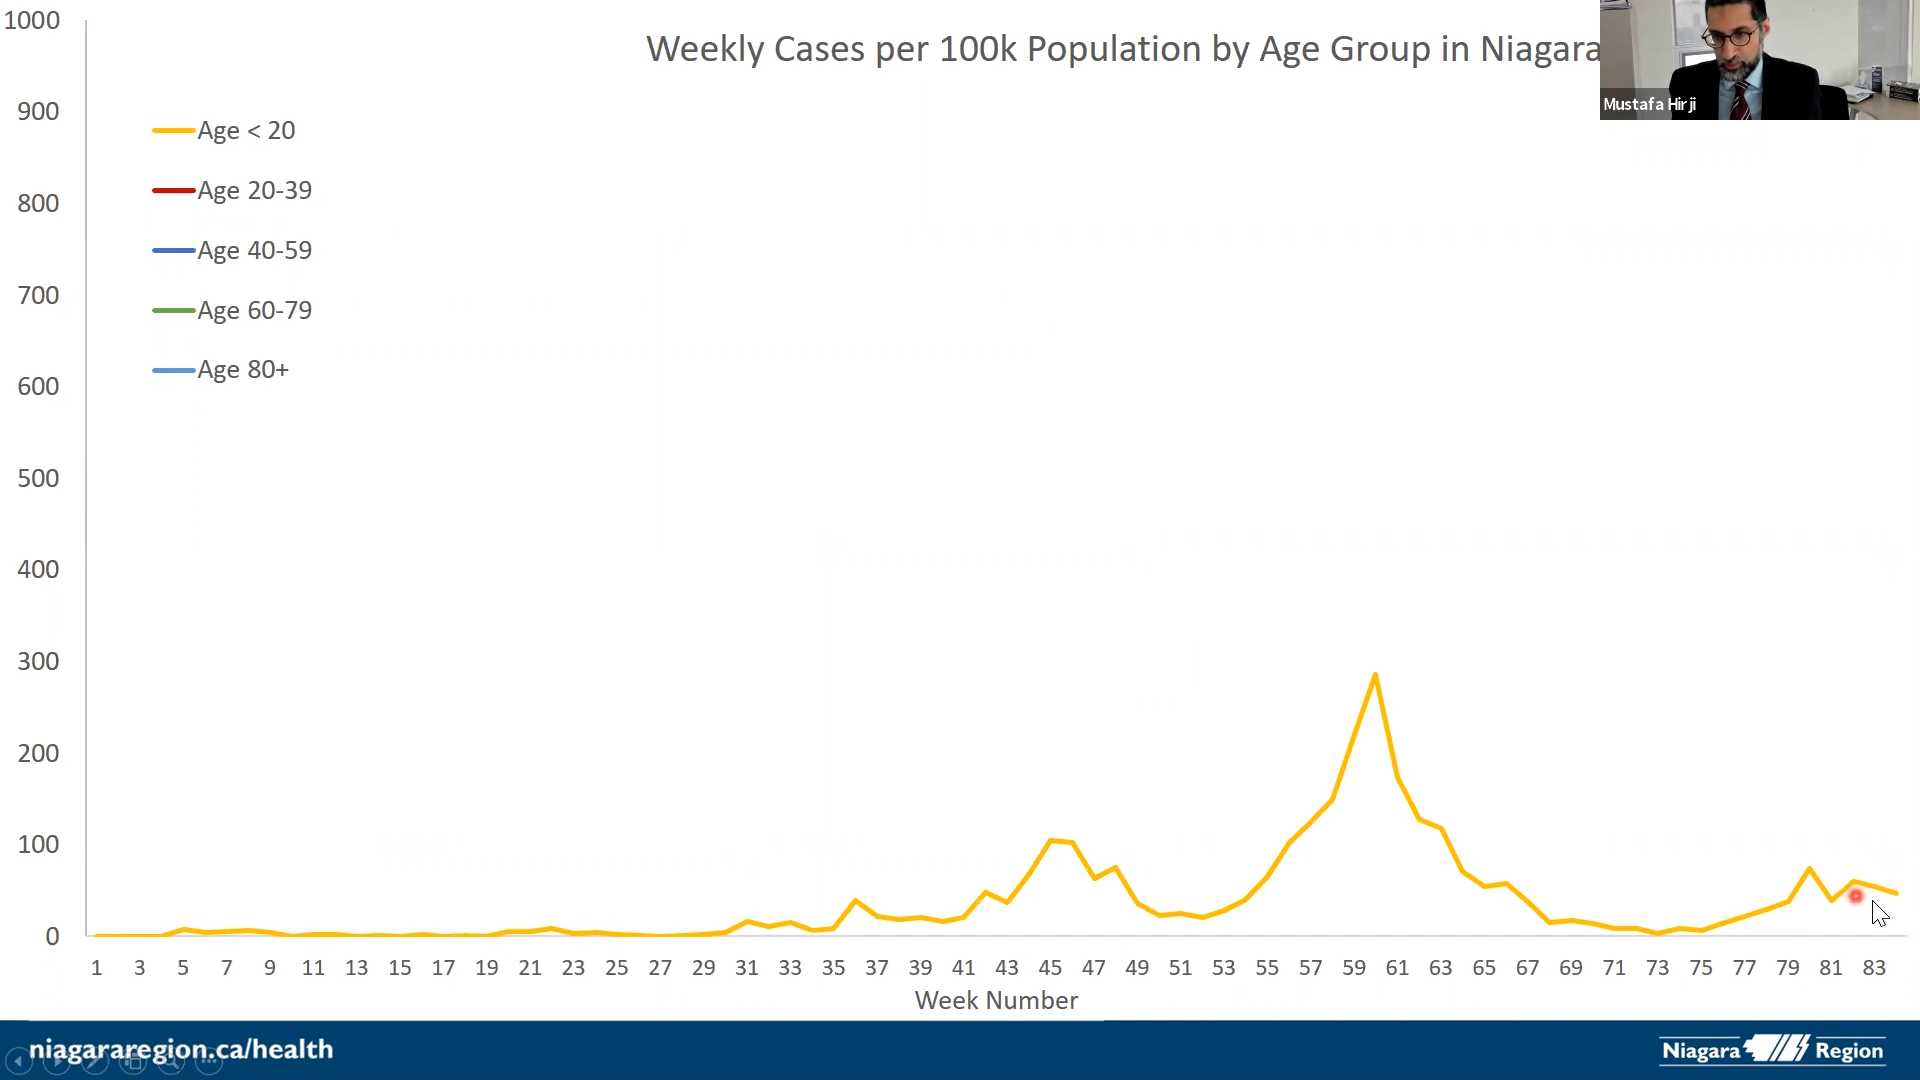 Weekly Cases per 100k Population by Age Group in Niagara
Mustafa Hirji
1000
900
800
700
600
500
400
300
200
100
0
Age < 20
Age 20-39
Age 40-59
Age 60-79
Age 80+
1 3 5 7 9 11 13 15 17 19 21 23 25 27 29 31 33 35 37 39 41 43 45 47 49 51 53 55 57 59 61 63 65 67 69 71 73 75 77 79 81 83
Week Number
niagararegion.ca/health
Niagara Region